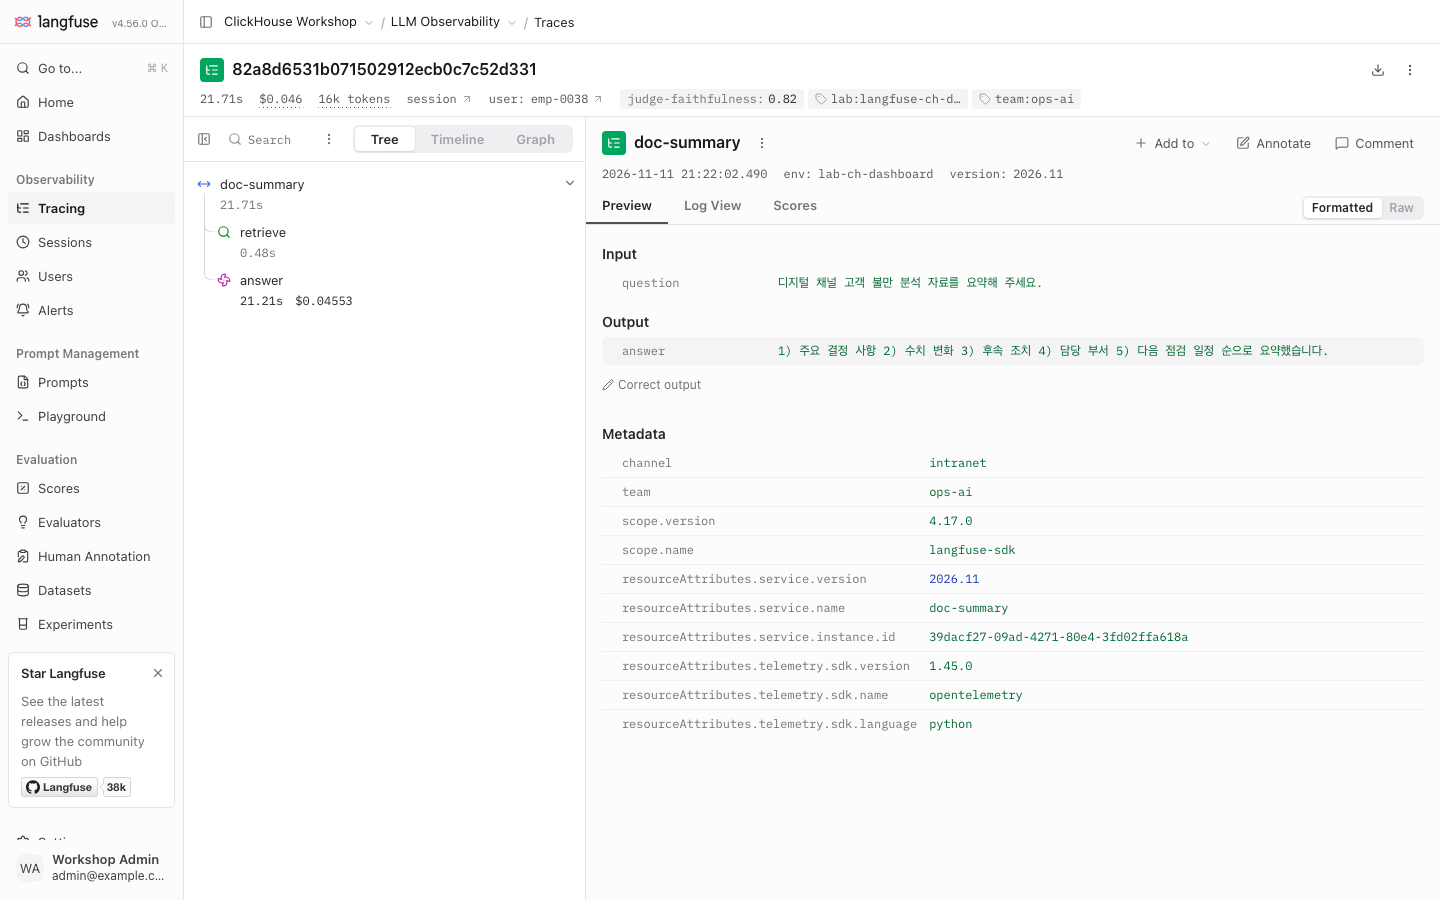 langfuse v4.56.0 O...
ClickHouse Workshop / LLM Observability / Traces
Go to... ⌘ K
Home
Dashboards
Observability
Tracing
Sessions
Users
Alerts
Prompt Management
Prompts
Playground
Evaluation
Scores
Evaluators
Human Annotation
Datasets
Experiments
Star Langfuse
See the latest
releases and help
grow the community
on GitHub
Langfuse 38k
WA Workshop Admin
admin@example.c...
82a8d6531b071502912ecb0c7c52d331
21.71s $0.046 16k tokens session user: emp-0038 judge-faithfulness: 0.82 lab:langfuse-ch-d… team:ops-ai
Search Tree Timeline Graph
doc-summary
21.71s
retrieve
0.48s
answer
21.21s $0.04553
doc-summary Add to Annotate Comment
2026-11-11 21:22:02.490 env: lab-ch-dashboard version: 2026.11
Preview Log View Scores Formatted Raw
Input
question 디지털 채널 고객 불만 분석 자료를 요약해 주세요.
Output
answer 1) 주요 결정 사항 2) 수치 변화 3) 후속 조치 4) 담당 부서 5) 다음 점검 일정 순으로 요약했습니다.
Correct output
Metadata
channel intranet
team ops-ai
scope.version 4.17.0
scope.name langfuse-sdk
resourceAttributes.service.version 2026.11
resourceAttributes.service.name doc-summary
resourceAttributes.service.instance.id 39dacf27-09ad-4271-80e4-3fd02ffa618a
resourceAttributes.telemetry.sdk.version 1.45.0
resourceAttributes.telemetry.sdk.name opentelemetry
resourceAttributes.telemetry.sdk.language python